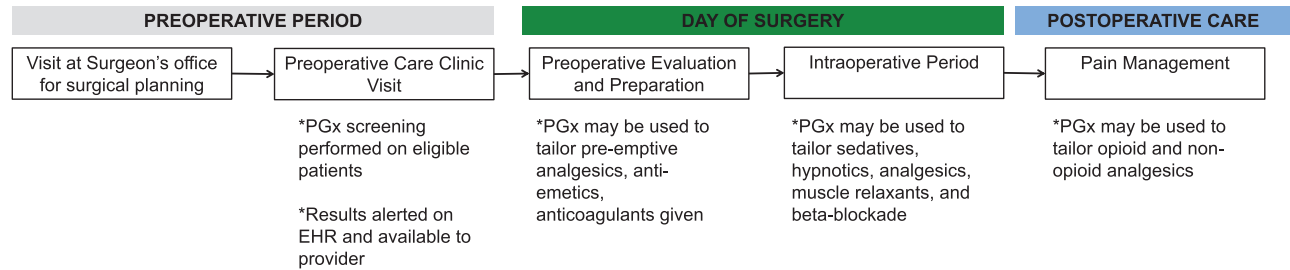 PREOPERATIVE PERIOD
DAY OF SURGERY
POSTOPERATIVE CARE
Visit at Surgeon's office
for surgical planning
Preoperative Care Clinic
Visit
Preoperative Evaluation
and Preparation
Intraoperative Period
Pain Management
*PGx screening
performed on eligible
patients
*Results alerted on
EHR and available to
provider
*PGx may be used to
tailor pre-emptive
analgesics, anti-
emetics,
anticoagulants given
*PGx may be used to
tailor sedatives,
hypnotics, analgesics,
muscle relaxants, and
beta-blockade
*PGx may be used to
tailor opioid and non-
opioid analgesics